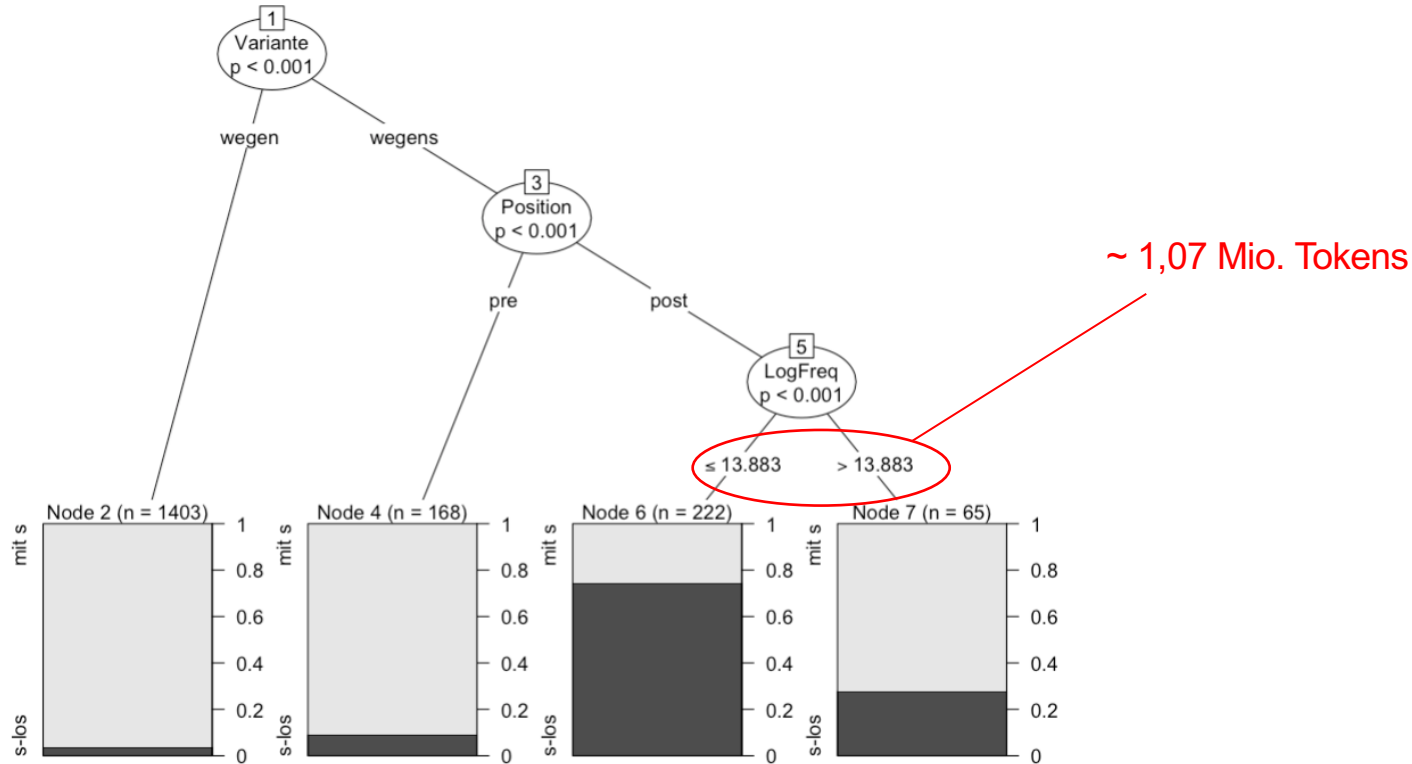 1
Variante
p < 0.001
wegen
wegens
3
Position
p < 0.001
~ 1,07 Mio. Tokens
pre
post
5
LogFreq
p < 0.001
≤ 13.883
> 13.883
Node 2 (n = 1403)
mit s
s-los
1
0.8
0.6
0.4
0.2
0
Node 4 (n = 168)
mit s
s-los
1
0.8
0.6
0.4
0.2
0
Node 6 (n = 222)
mit s
s-los
1
0.8
0.6
0.4
0.2
0
Node 7 (n = 65)
mit s
s-los
1
0.8
0.6
0.4
0.2
0